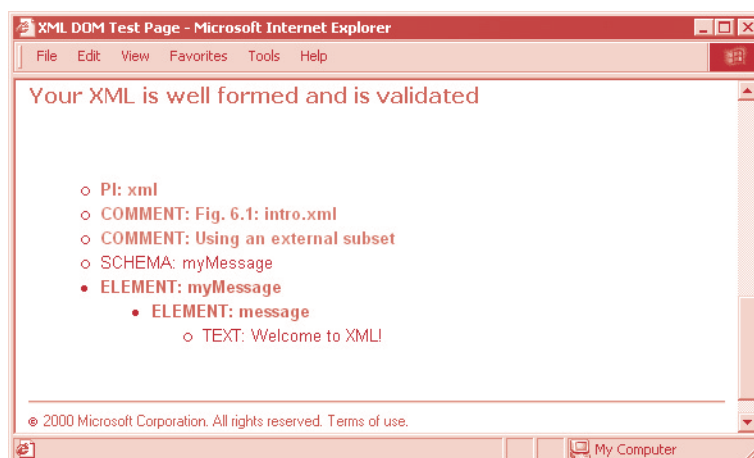 XML DOM Test Page - Microsoft Internet Explorer
File Edit View Favorites Tools Help
Your XML is well formed and is validated
PI: xml
COMMENT: Fig. 6.1: intro.xml
COMMENT: Using an external subset
SCHEMA: myMessage
ELEMENT: myMessage
ELEMENT: message
TEXT: Welcome to XML!
© 2000 Microsoft Corporation. All rights reserved. Terms of use.
My Computer